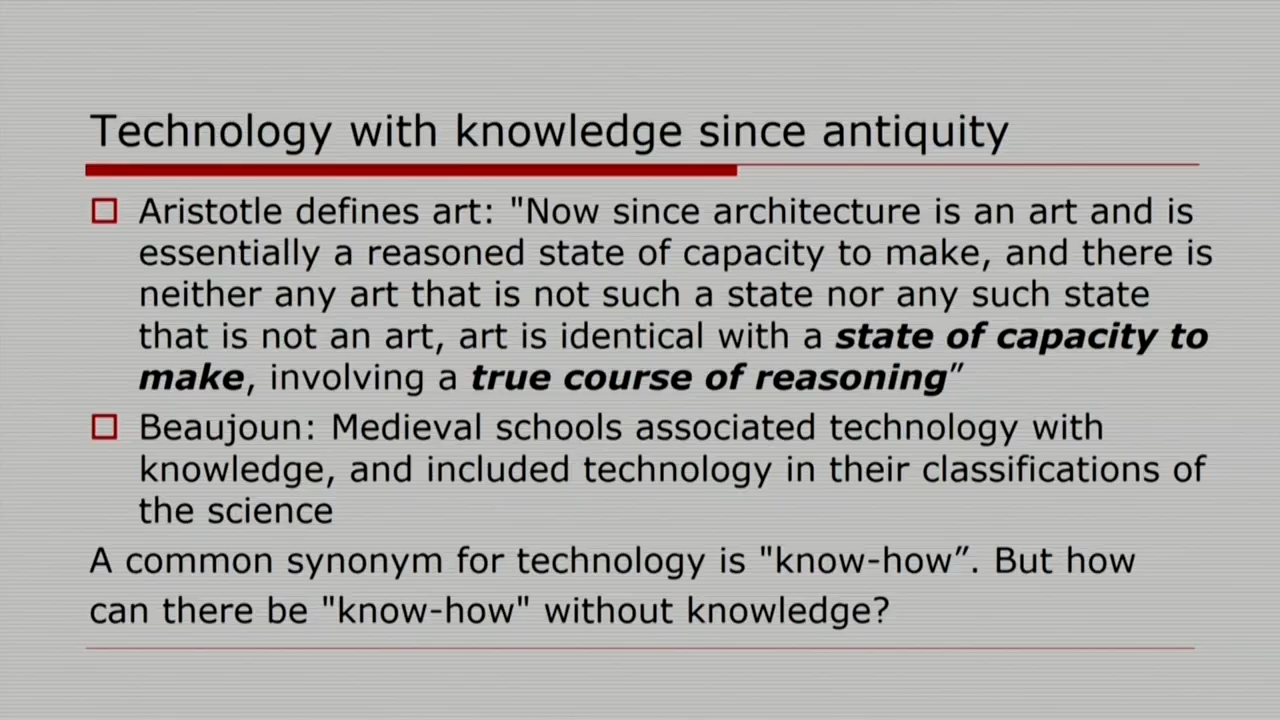 Technology with knowledge since antiquity
Aristotle defines art: "Now since architecture is an art and is
essentially a reasoned state of capacity to make, and there is
neither any art that is not such a state nor any such state
that is not an art, art is identical with a state of capacity to
make, involving a true course of reasoning”
Beaujoun: Medieval schools associated technology with
knowledge, and included technology in their classifications of
the science
A common synonym for technology is "know-how”. But how
can there be "know-how" without knowledge?